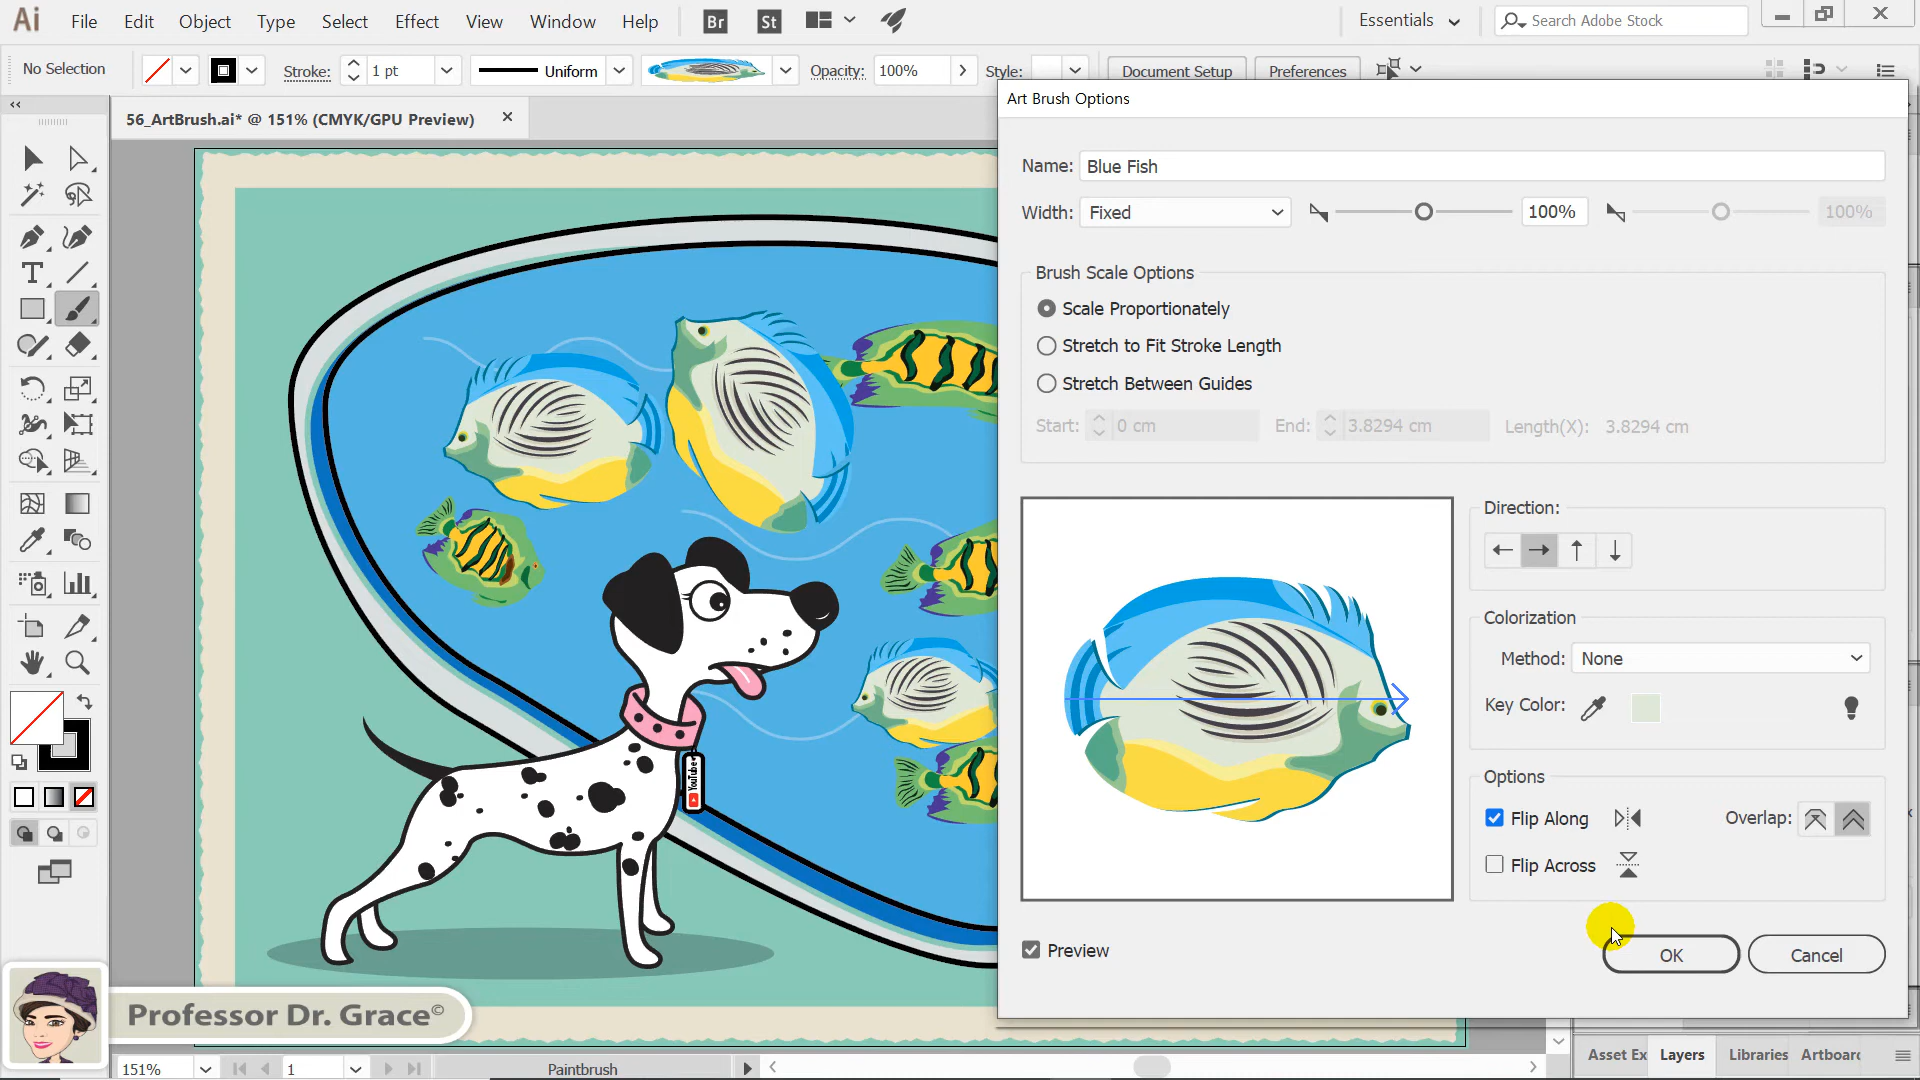 Ai File Edit Object Type Select Effect View Window Help Br St Essentials Search Adobe Stock
No Selection Stroke: 1 pt Uniform Opacity: 100% Style: Document Setup Preferences
56_ArtBrush.ai* @ 151% (CMYK/GPU Preview)
Art Brush Options
Name: Blue Fish
Width: Fixed 100% 100%
Brush Scale Options
Scale Proportionately
Stretch to Fit Stroke Length
Stretch Between Guides
Start: 0 cm End: 3.8294 cm Length(X): 3.8294 cm
Direction:
Colorization
Method: None
Key Color:
Options
Flip Along Overlap:
Flip Across
Preview
OK Cancel
YouTube
Professor Dr. Grace©
151% 1 Paintbrush
Asset Ex Layers Libraries Artboard